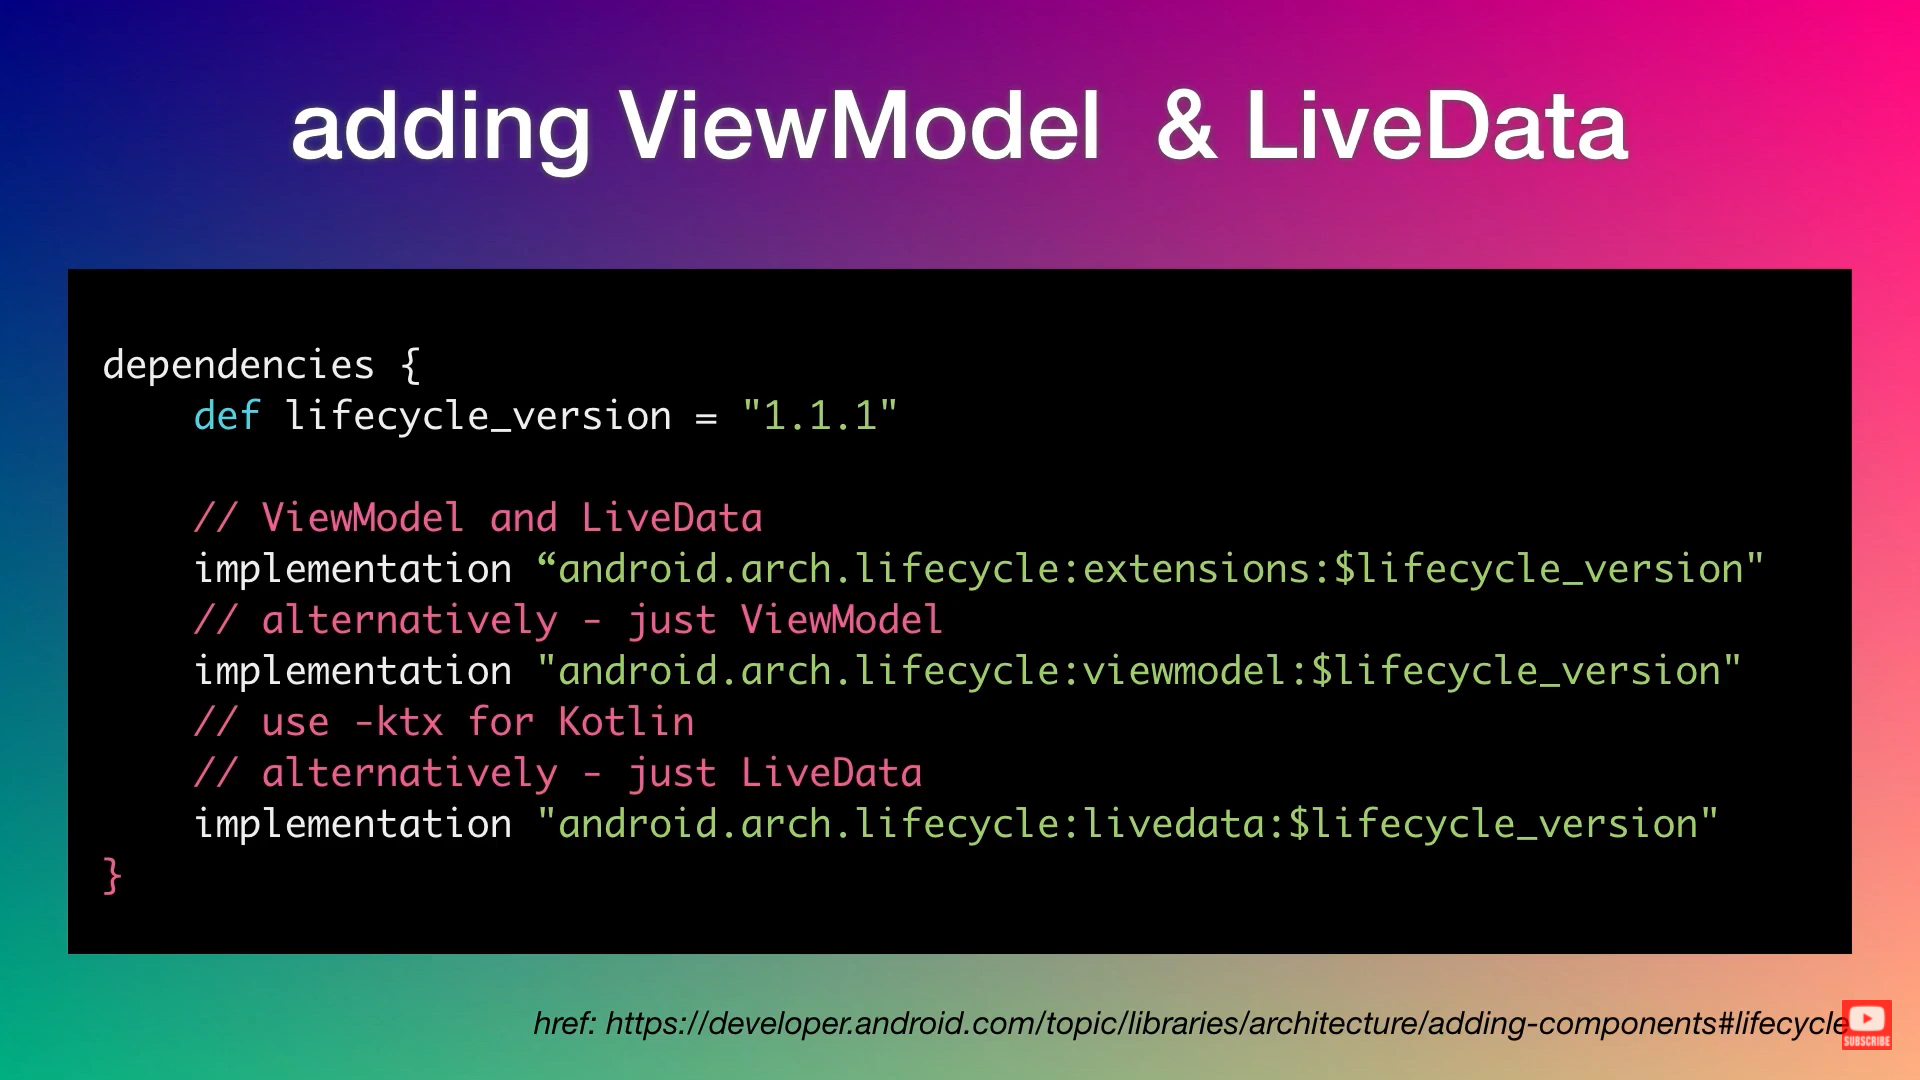 adding ViewModel & LiveData
dependencies {
def lifecycle_version = "1.1.1"
// ViewModel and LiveData
implementation “android.arch.lifecycle:extensions:$lifecycle_version"
// alternatively - just ViewModel
implementation "android.arch.lifecycle:viewmodel:$lifecycle_version"
// use -ktx for Kotlin
// alternatively - just LiveData
implementation "android.arch.lifecycle:livedata:$lifecycle_version"
}
href: https://developer.android.com/topic/libraries/architecture/adding-components#lifecycle
SUBSCRIBE